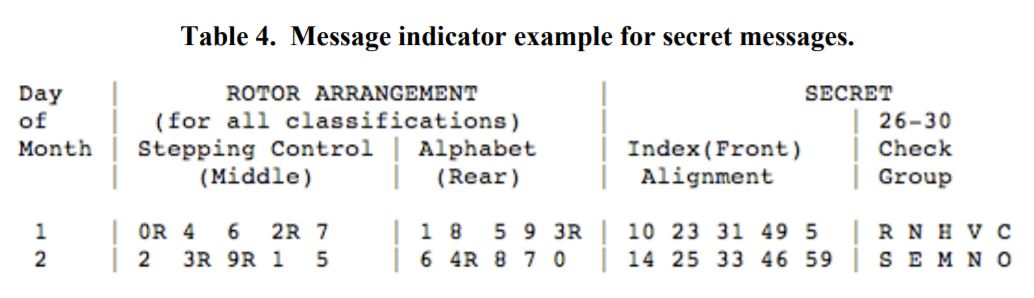 Table 4. Message indicator example for secret messages.
Day | ROTOR ARRANGEMENT | SECRET
of | (for all classifications) | | 26-30
Month | Stepping Control | Alphabet | Index(Front) | Check
| (Middle) | (Rear) | Alignment | Group
1 | 0R 4 6 2R 7 | 1 8 5 9 3R | 10 23 31 49 5 | R N H V C
2 | 2 3R 9R 1 5 | 6 4R 8 7 0 | 14 25 33 46 59 | S E M N O